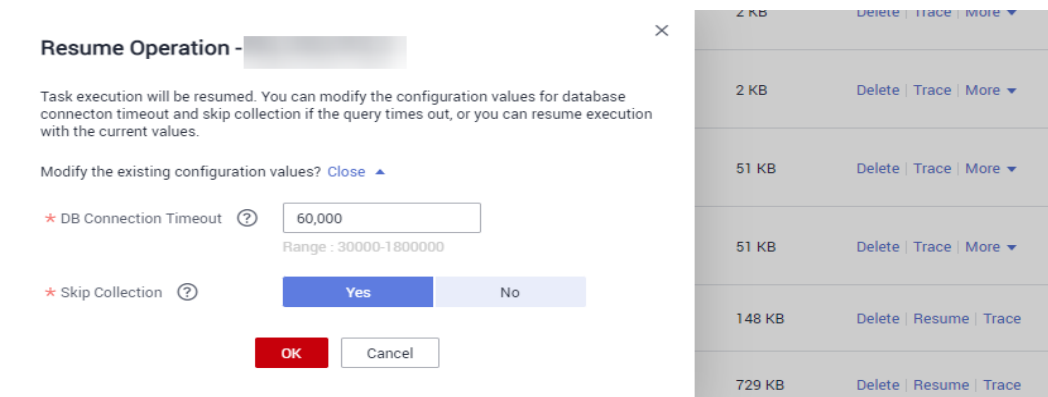 Resume Operation -
Task execution will be resumed. You can modify the configuration values for database
connecton timeout and skip collection if the query times out, or you can resume execution
with the current values.
Modify the existing configuration values? Close
* DB Connection Timeout ?
60,000
Range : 30000-1800000
* Skip Collection ?
Yes No
OK Cancel
2 KB Delete | Trace | More
2 KB Delete | Trace | More
51 KB Delete | Trace | More
51 KB Delete | Trace | More
148 KB Delete | Resume | Trace
729 KB Delete | Resume | Trace